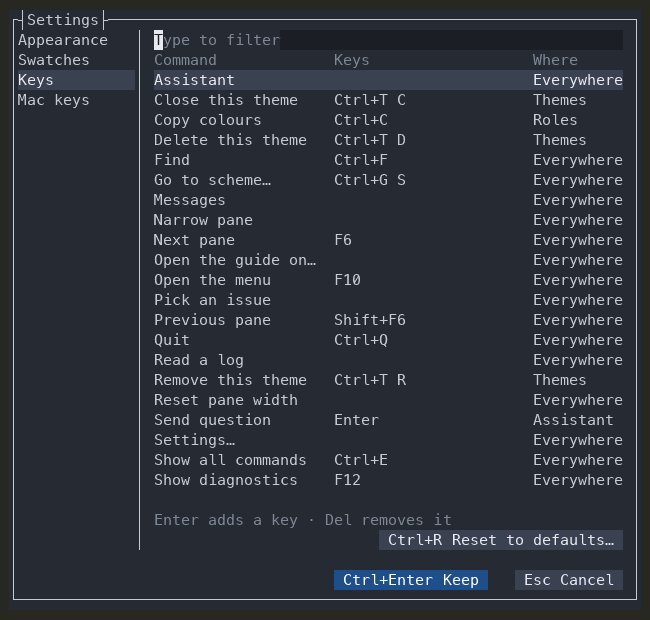 Settings
Appearance
Swatches
Keys
Mac keys
Type to filter
Command Keys Where
Assistant Everywhere
Close this theme Ctrl+T C Themes
Copy colours Ctrl+C Roles
Delete this theme Ctrl+T D Themes
Find Ctrl+F Everywhere
Go to scheme… Ctrl+G S Everywhere
Messages Everywhere
Narrow pane Everywhere
Next pane F6 Everywhere
Open the guide on… Everywhere
Open the menu F10 Everywhere
Pick an issue Everywhere
Previous pane Shift+F6 Everywhere
Quit Ctrl+Q Everywhere
Read a log Everywhere
Remove this theme Ctrl+T R Themes
Reset pane width Everywhere
Send question Enter Assistant
Settings… Everywhere
Show all commands Ctrl+E Everywhere
Show diagnostics F12 Everywhere
Enter adds a key · Del removes it
Ctrl+R Reset to defaults…
Ctrl+Enter Keep Esc Cancel